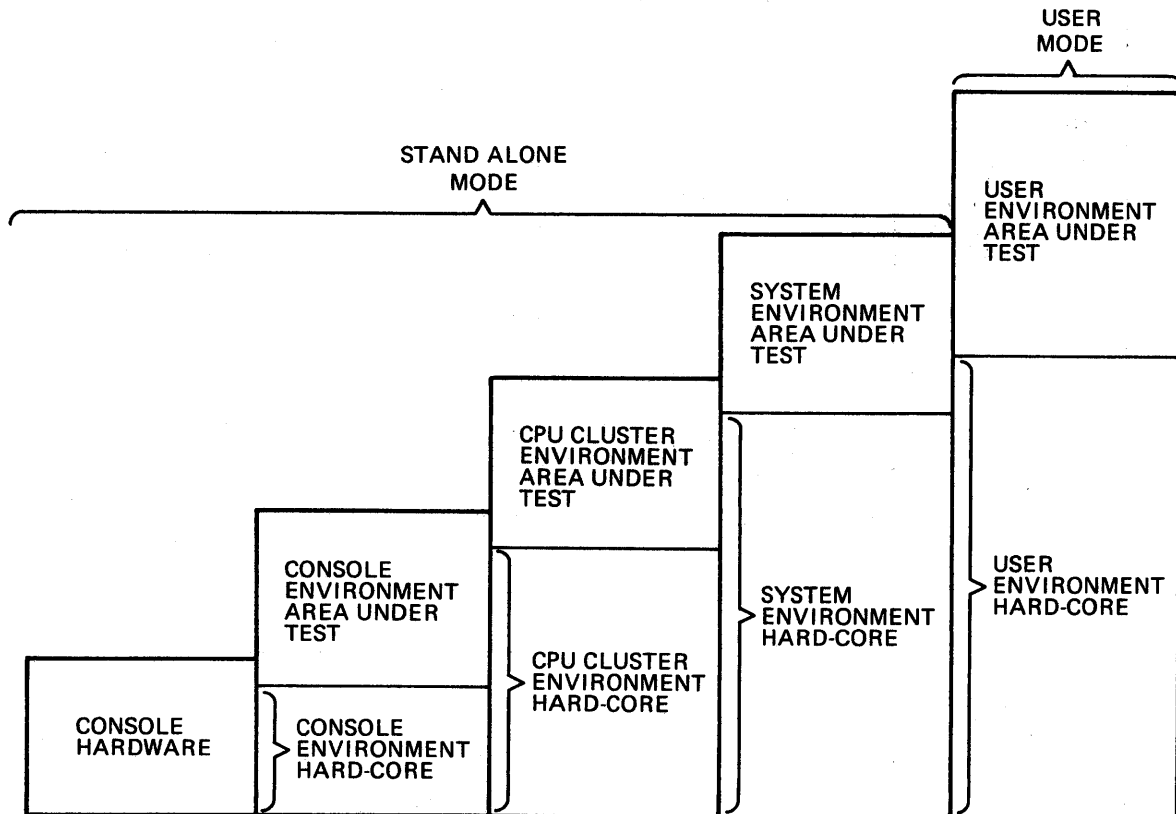 USER
MODE
STAND ALONE
MODE
USER
ENVIRONMENT
AREA UNDER
TEST
SYSTEM
ENVIRONMENT
AREA UNDER
TEST
CPU CLUSTER
ENVIRONMENT
AREA UNDER
TEST
CONSOLE
ENVIRONMENT
AREA UNDER
TEST
USER
ENVIRONMENT
HARD-CORE
SYSTEM
ENVIRONMENT
HARD-CORE
CPU CLUSTER
ENVIRONMENT
HARD-CORE
CONSOLE
HARDWARE
CONSOLE
ENVIRONMENT
HARD-CORE